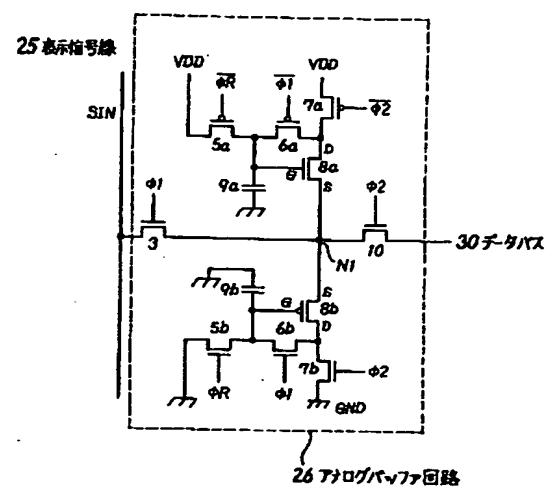 25 表示信号線
SIN
VDD
φR̅
φ1̅
VDD
7a
φ2̅
5a
6a
D
8a
G
S
9a
φ1
φ2
3
10
30 データバス
N1
9b
S
G
8b
D
5b
6b
7b
φ2
φR
φ1
GND
26 アナログバッファ回路